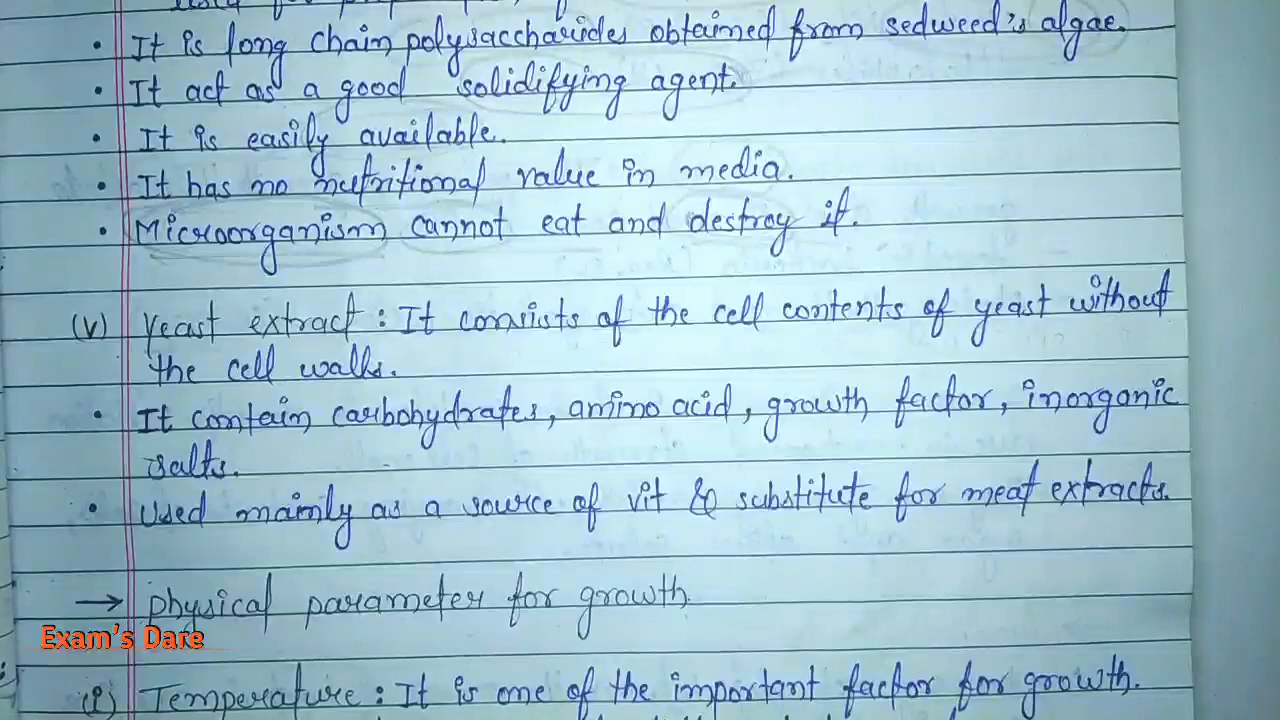 • It is long chain polysaccharides obtained from sedweed's algae.
• It act as a good solidifying agent.
• It is easily available.
• It has no nutritional value in media.
• Microorganism cannot eat and destroy it.
(V) Yeast extract : It consists of the cell contents of yeast without
the cell walls.
• It contain carbohydrates, amino acid, growth factor, inorganic
salts.
• Used mainly as a source of vit & substitute for meat extracts.
→ Physical parameter for growth.
Exam's Dare
(i) Temperature : It is one of the important factor for growth.